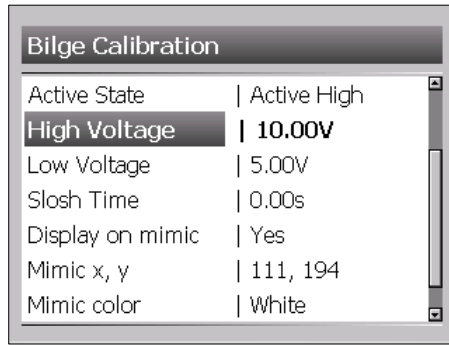 Bilge Calibration
Active State | Active High
High Voltage | 10.00V
Low Voltage | 5.00V
Slosh Time | 0.00s
Display on mimic | Yes
Mimic x, y | 111, 194
Mimic color | White